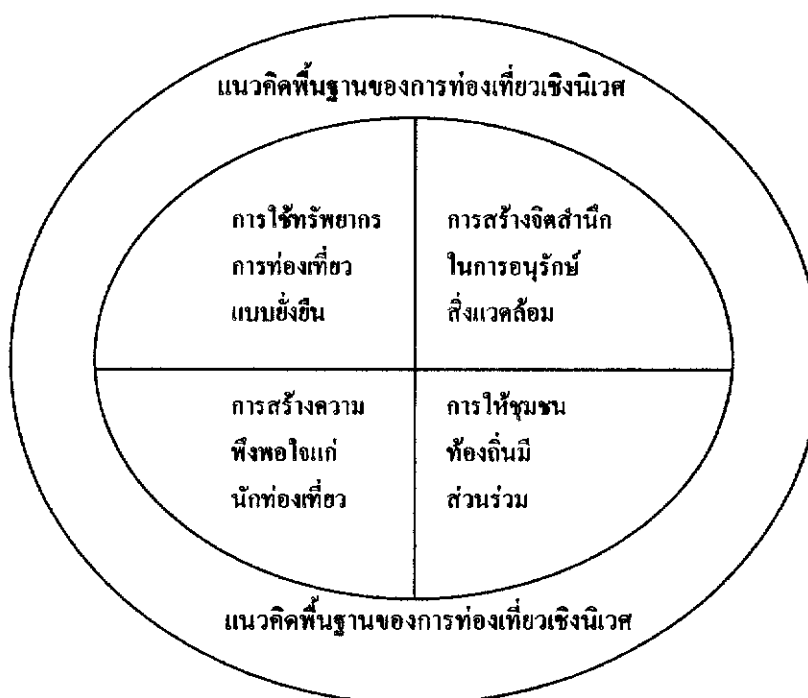 แนวคิดพื้นฐานของการท่องเที่ยวเชิงนิเวศ
การใช้ทรัพยากร
การท่องเที่ยว
แบบยั่งยืน
การสร้างจิตสำนึก
ในการอนุรักษ์
สิ่งแวดล้อม
การสร้างความ
พึงพอใจแก่
นักท่องเที่ยว
การให้ชุมชน
ท้องถิ่นมี
ส่วนร่วม
แนวคิดพื้นฐานของการท่องเที่ยวเชิงนิเวศ